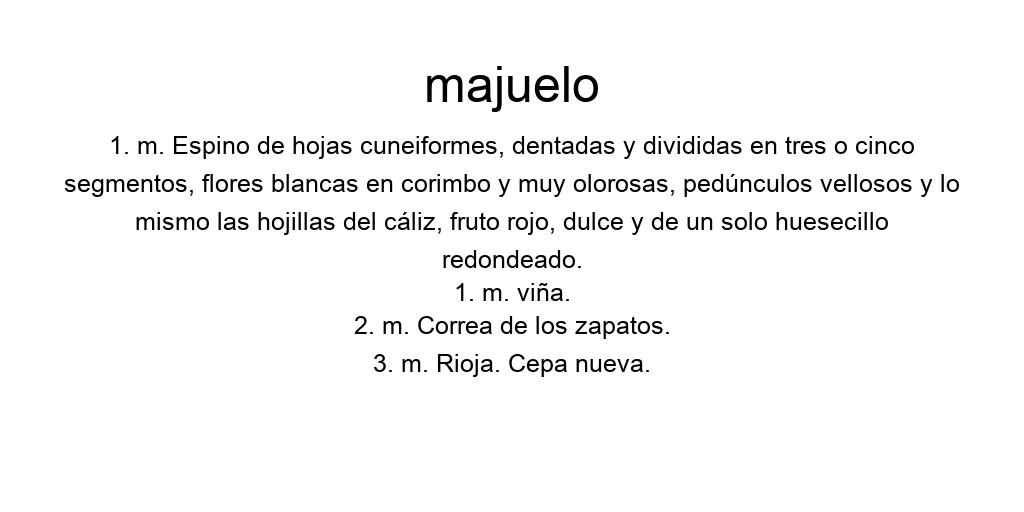 majuelo
1. m. Espino de hojas cuneiformes, dentadas y divididas en tres o cinco
segmentos, flores blancas en corimbo y muy olorosas, pedúnculos vellosos y lo
mismo las hojillas del cáliz, fruto rojo, dulce y de un solo huesecillo
redondeado.
1. m. viña.
2. m. Correa de los zapatos.
3. m. Rioja. Cepa nueva.